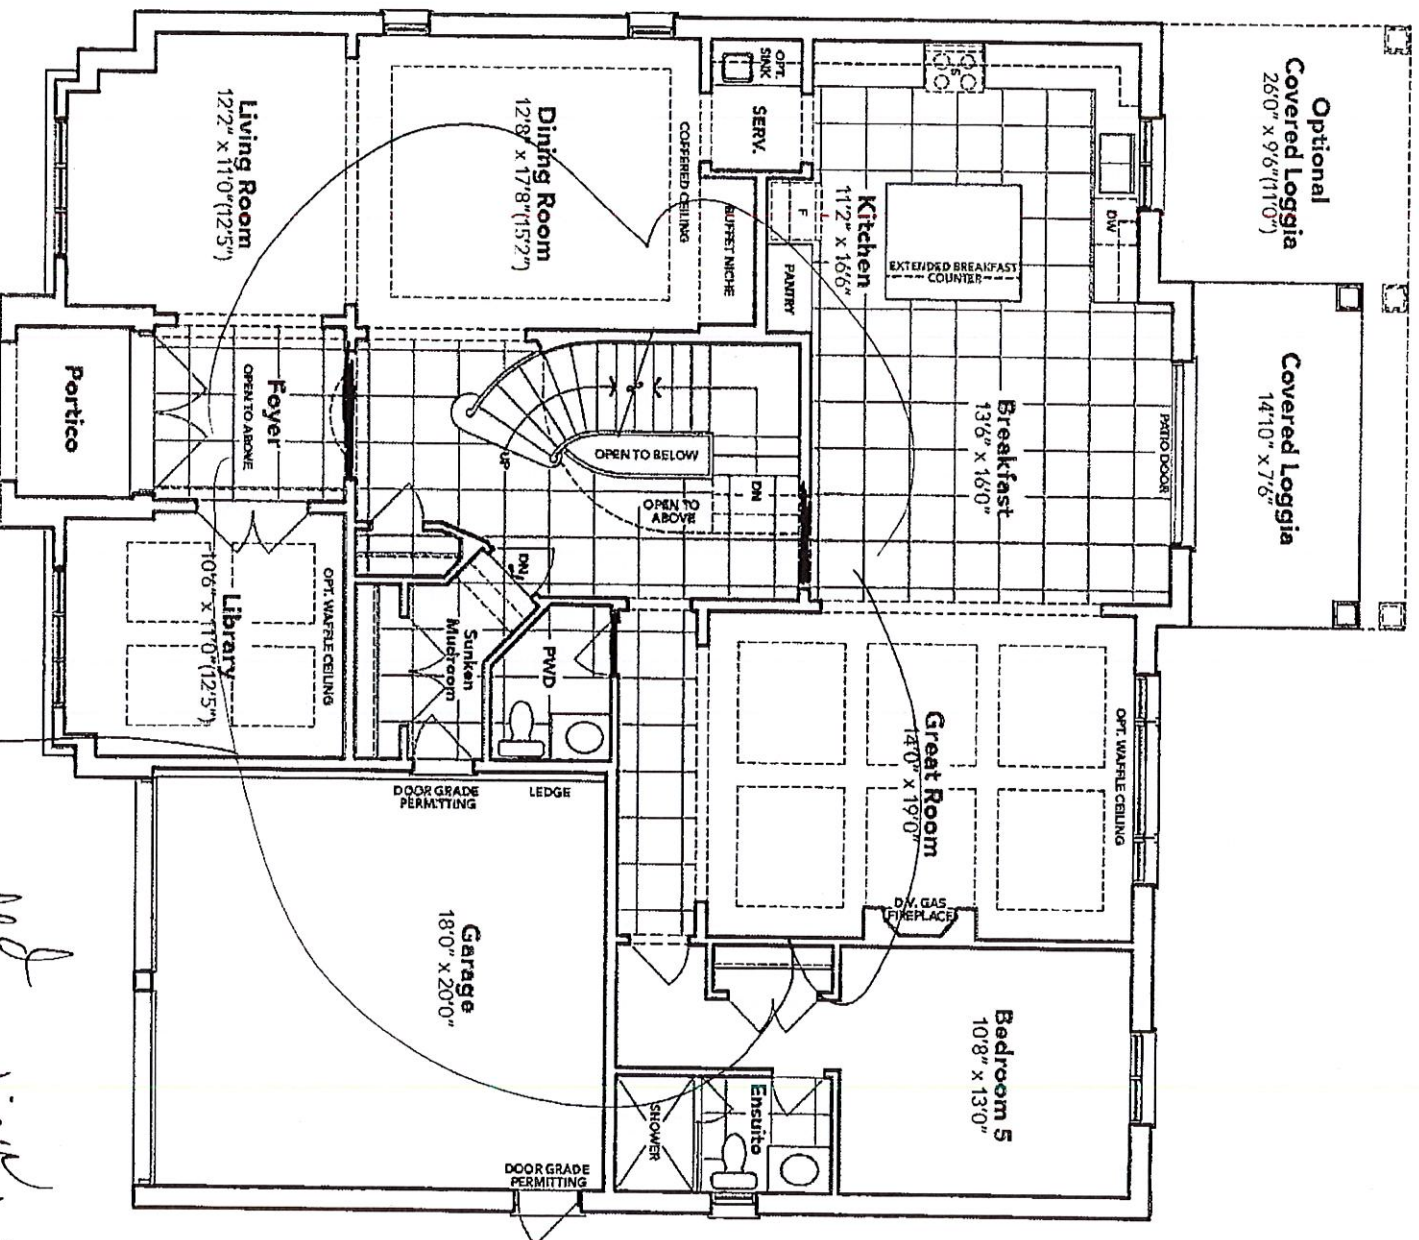 Optional
Covered Loggia
26'0" x 9'6"(11'0")
Covered Loggia
14'10" x 7'6"
PATIO DOOR
OPT.
SINK
SERV.
S
DW
F
PANTRY
Kitchen
11'2" x 16'6"
EXTENDED BREAKFAST
COUNTER
Breakfast
13'6" x 16'0"
OPT. WAFFLE CEILING
Great Room
14'0" x 19'0"
D.V. GAS
FIREPLACE
Bedroom 5
10'8" x 13'0"
Ensuite
SHOWER
BUFFET NICHE
COFFERED CEILING
Dining Room
12'8" x 17'8"(15'2")
Living Room
12'2" x 11'0"(12'5")
OPEN TO BELOW
OPEN TO
ABOVE
DN
UP
DN
PWD
Sunken
Mudroom
Foyer
OPEN TO ABOVE
Portico
OPT. WAFFLE CEILING
Library
10'6" x 11'0"(12'5")
DOOR GRADE
PERMITTING
LEDGE
Garage
18'0" x 20'0"
DOOR GRADE
PERMITTING